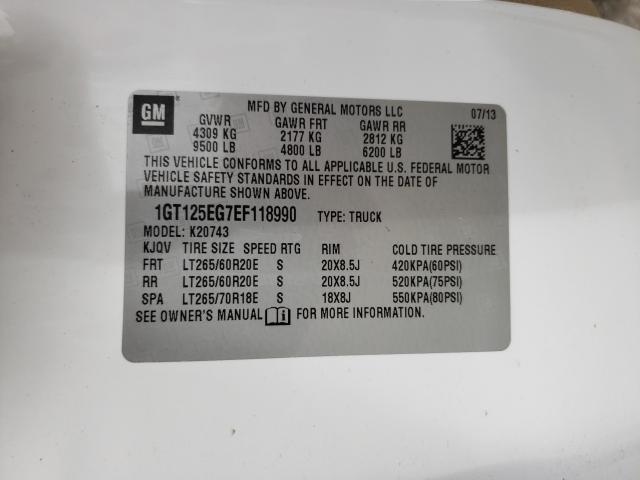 GM
MFD BY GENERAL MOTORS LLC 07/13
GVWR GAWR FRT GAWR RR
4309 KG 2177 KG 2812 KG
9500 LB 4800 LB 6200 LB
THIS VEHICLE CONFORMS TO ALL APPLICABLE U.S. FEDERAL MOTOR
VEHICLE SAFETY STANDARDS IN EFFECT ON THE DATE OF
MANUFACTURE SHOWN ABOVE.
1GT125EG7EF118990 TYPE: TRUCK
MODEL: K20743
KJQV TIRE SIZE SPEED RTG RIM COLD TIRE PRESSURE
FRT LT265/60R20E S 20X8.5J 420KPA(60PSI)
RR LT265/60R20E S 20X8.5J 520KPA(75PSI)
SPA LT265/70R18E S 18X8J 550KPA(80PSI)
SEE OWNER'S MANUAL FOR MORE INFORMATION.